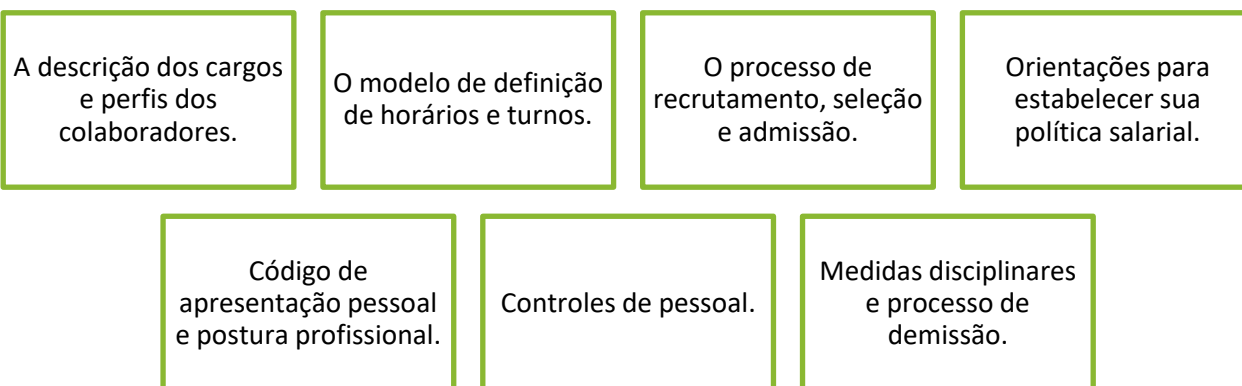 A descrição dos cargos
e perfis dos
colaboradores.
O modelo de definição
de horários e turnos.
O processo de
recrutamento, seleção
e admissão.
Orientações para
estabelecer sua
política salarial.
Código de
apresentação pessoal
e postura profissional.
Controles de pessoal.
Medidas disciplinares
e processo de
demissão.